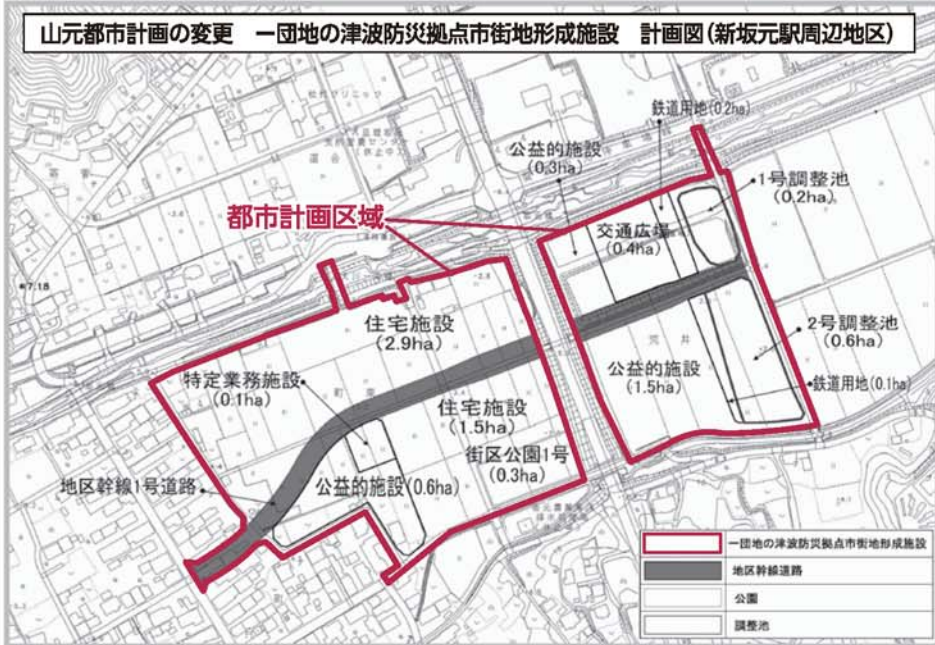 山元都市計画の変更　一団地の津波防災拠点市街地形成施設　計画図(新坂元駅周辺地区)
鉄道用地(0.2ha)
公益的施設
(0.3ha)
1号調整池
(0.2ha)
都市計画区域
交通広場
(0.4ha)
7.18
住宅施設
(2.9ha)
2号調整池
(0.6ha)
荒井
特定業務施設
(0.1ha)
公益的施設
(1.5ha)
鉄道用地(0.1ha)
町東
住宅施設
(1.5ha)
街区公園1号
(0.3ha)
地区幹線1号道路
公益的施設(0.6ha)
一団地の津波防災拠点市街地形成施設
地区幹線道路
公園
調整池